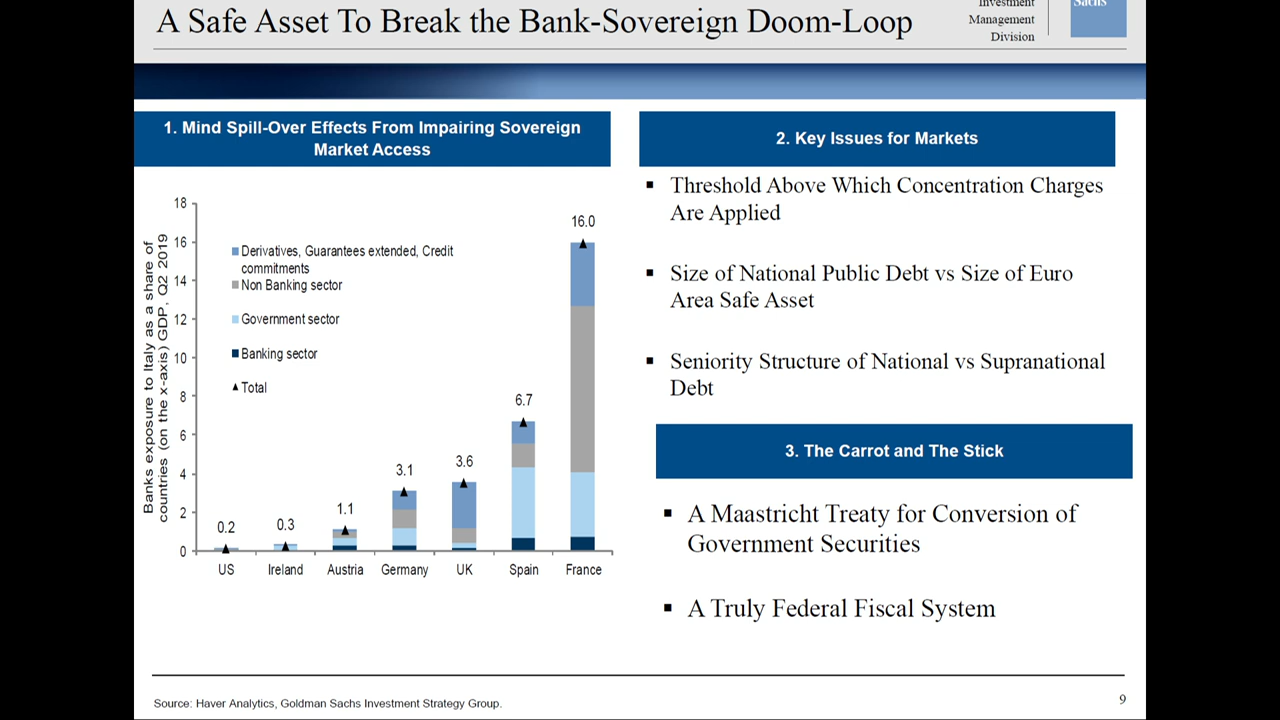 A Safe Asset To Break the Bank-Sovereign Doom-Loop
Investment
Management
Division
Sachs
1. Mind Spill-Over Effects From Impairing Sovereign
Market Access
Banks exposure to Italy as a share of
countries (on the x-axis) GDP, Q2 2019
18
16
14
12
10
8
6
4
2
0
Derivatives, Guarantees extended, Credit
commitments
Non Banking sector
Government sector
Banking sector
Total
0.2
0.3
1.1
3.1
3.6
6.7
16.0
US
Ireland
Austria
Germany
UK
Spain
France
2. Key Issues for Markets
▪ Threshold Above Which Concentration Charges
Are Applied
▪ Size of National Public Debt vs Size of Euro
Area Safe Asset
▪ Seniority Structure of National vs Supranational
Debt
3. The Carrot and The Stick
▪ A Maastricht Treaty for Conversion of
Government Securities
▪ A Truly Federal Fiscal System
Source: Haver Analytics, Goldman Sachs Investment Strategy Group.
9